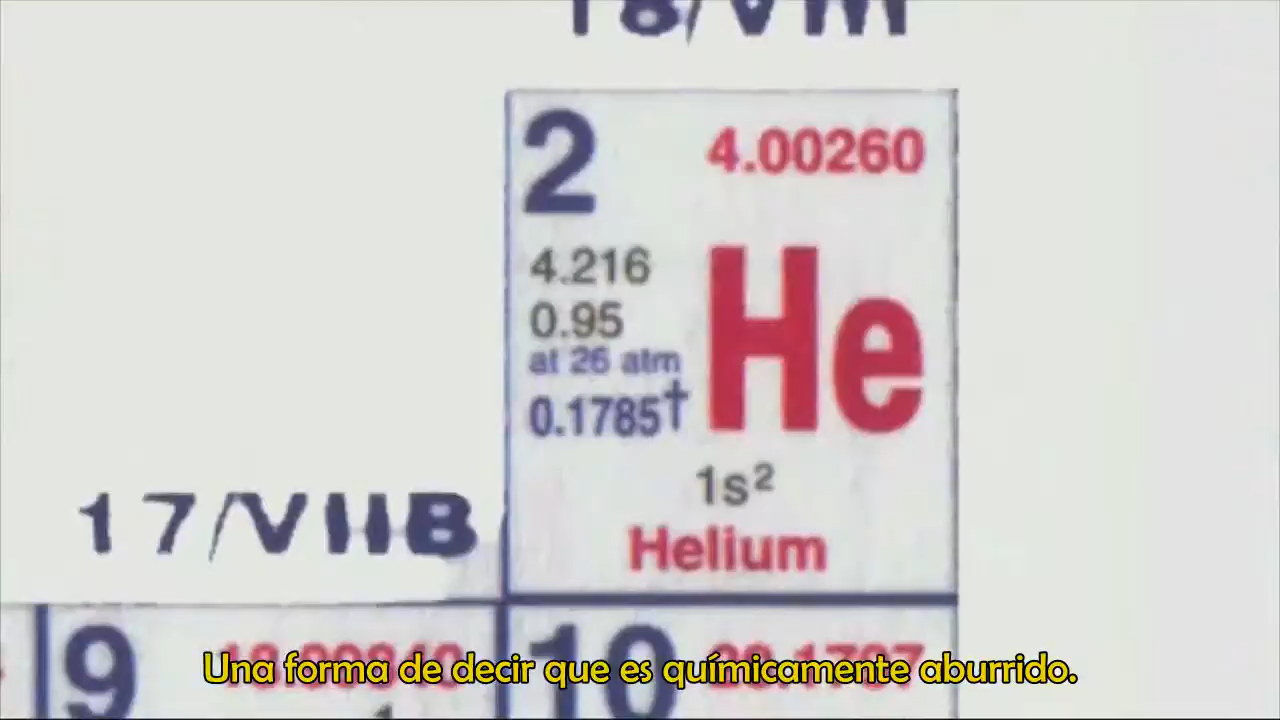 18/VIII
2
4.00260
4.216
0.95
at 26 atm
0.1785†
He
1s²
Helium
17/VIIB
9
10
Una forma de decir que es químicamente aburrido.